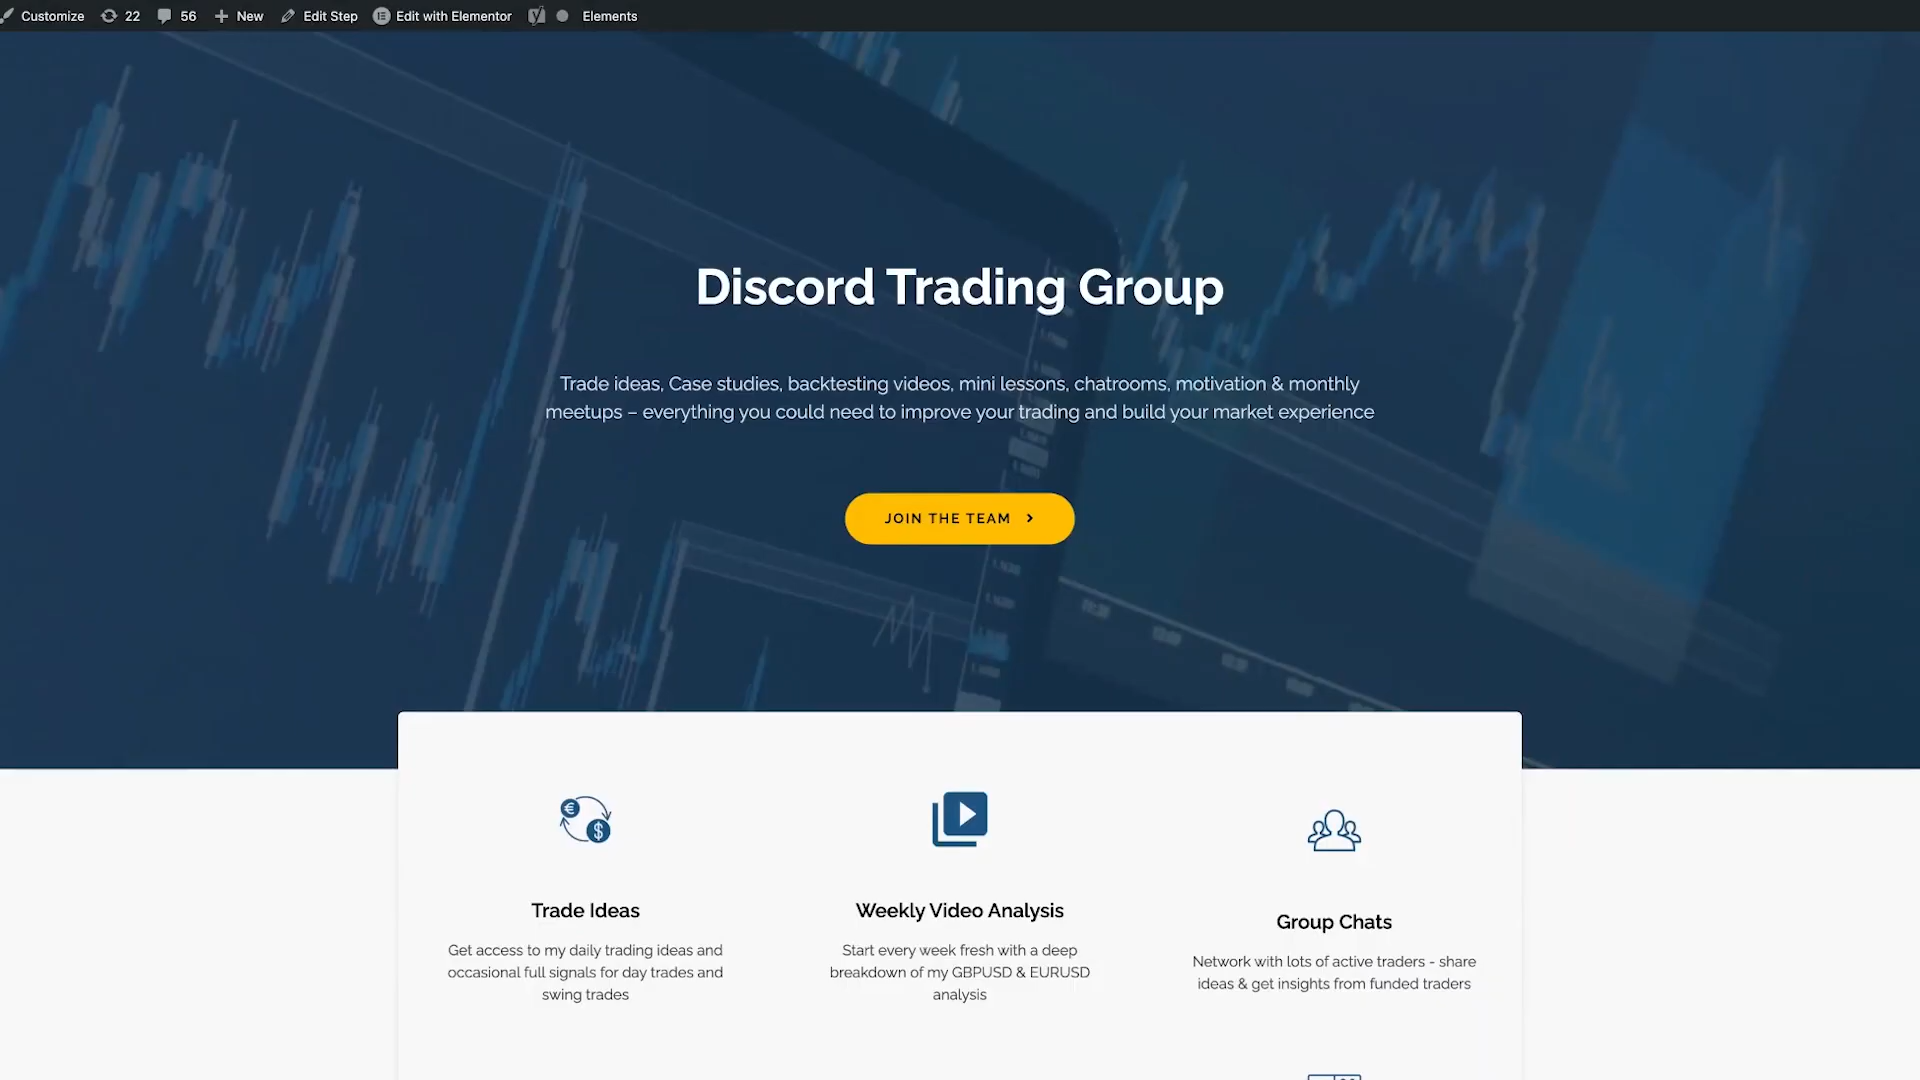 Customize 22 56 New Edit Step Edit with Elementor Elements
Discord Trading Group
Trade ideas, Case studies, backtesting videos, mini lessons, chatrooms, motivation & monthly
meetups – everything you could need to improve your trading and build your market experience
JOIN THE TEAM
Trade Ideas
Get access to my daily trading ideas and
occasional full signals for day trades and
swing trades
Weekly Video Analysis
Start every week fresh with a deep
breakdown of my GBPUSD & EURUSD
analysis
Group Chats
Network with lots of active traders - share
ideas & get insights from funded traders